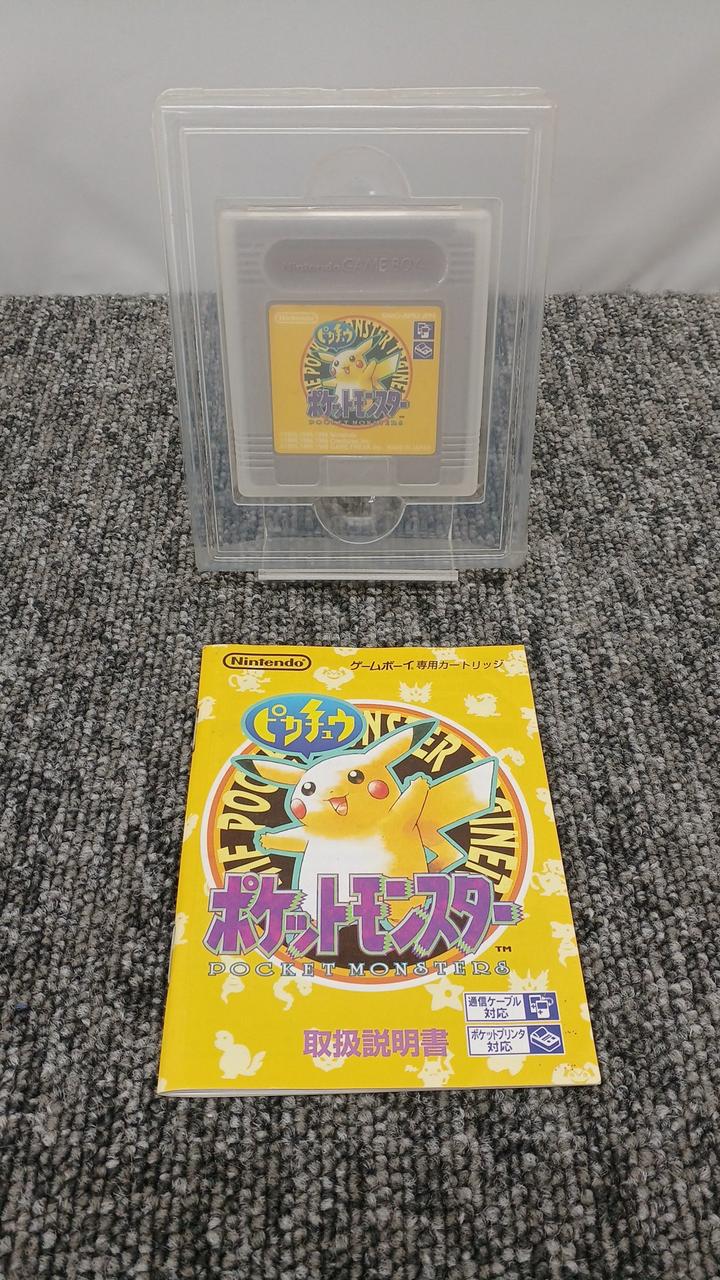 Nintendo GAME BOY
Nintendo
ピカチュウ
ポケットモンスター
POCKET MONSTERS
Nintendo
ゲームボーイ専用カートリッジ
ピカチュウ
ポケットモンスター
TM
POCKET MONSTERS
通信ケーブル
対応
取扱説明書
ポケットプリンタ
対応